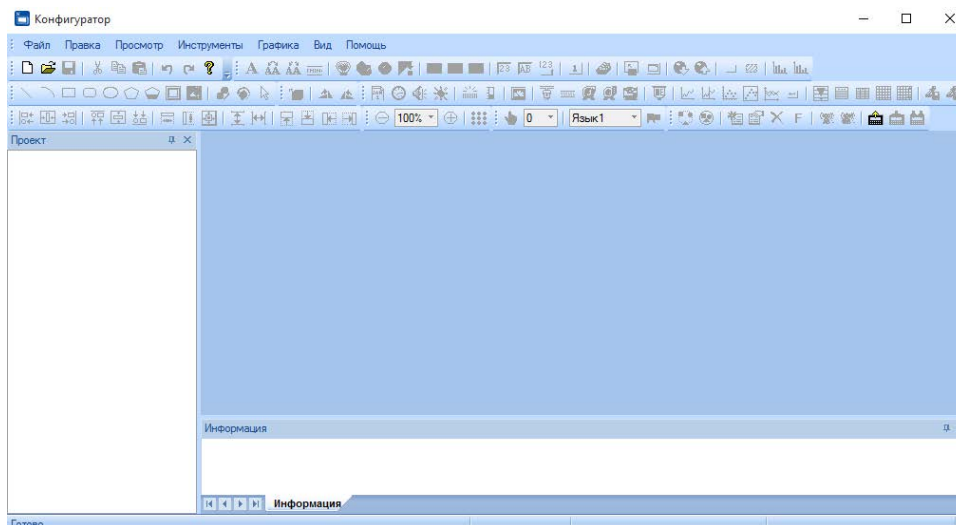 Конфигуратор
Файл Правка Просмотр Инструменты Графика Вид Помощь
100% 0 Язык1 F
Проект
Информация
Информация
Готово